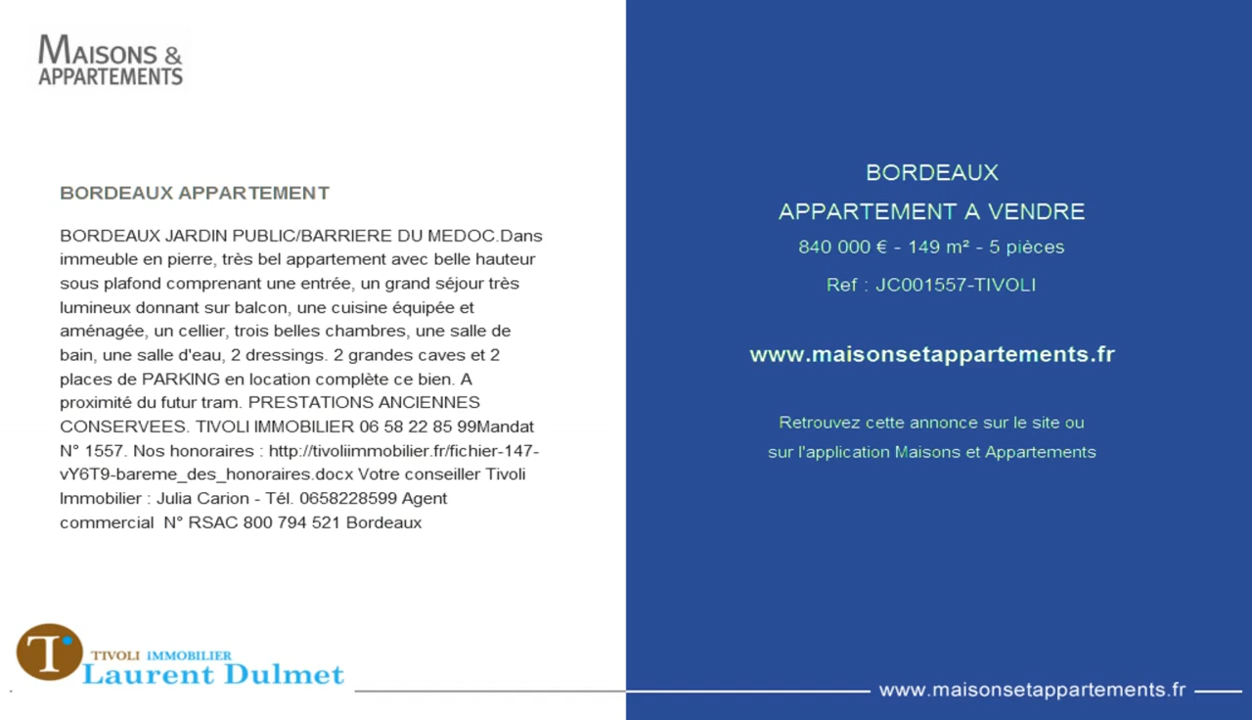 MAISONS &
APPARTEMENTS
BORDEAUX APPARTEMENT
BORDEAUX JARDIN PUBLIC/BARRIERE DU MEDOC.Dans
immeuble en pierre, très bel appartement avec belle hauteur
sous plafond comprenant une entrée, un grand séjour très
lumineux donnant sur balcon, une cuisine équipée et
aménagée, un cellier, trois belles chambres, une salle de
bain, une salle d'eau, 2 dressings. 2 grandes caves et 2
places de PARKING en location complète ce bien. A
proximité du futur tram. PRESTATIONS ANCIENNES
CONSERVEES. TIVOLI IMMOBILIER 06 58 22 85 99Mandat
N° 1557. Nos honoraires : http://tivoliimmobilier.fr/fichier-147-
vY6T9-bareme_des_honoraires.docx Votre conseiller Tivoli
Immobilier : Julia Carion - Tél. 0658228599 Agent
commercial  N° RSAC 800 794 521 Bordeaux
T
TIVOLI IMMOBILIER
Laurent Dulmet
BORDEAUX
APPARTEMENT A VENDRE
840 000 € - 149 m² - 5 pièces
Ref : JC001557-TIVOLI
www.maisonsetappartements.fr
Retrouvez cette annonce sur le site ou
sur l'application Maisons et Appartements
www.maisonsetappartements.fr